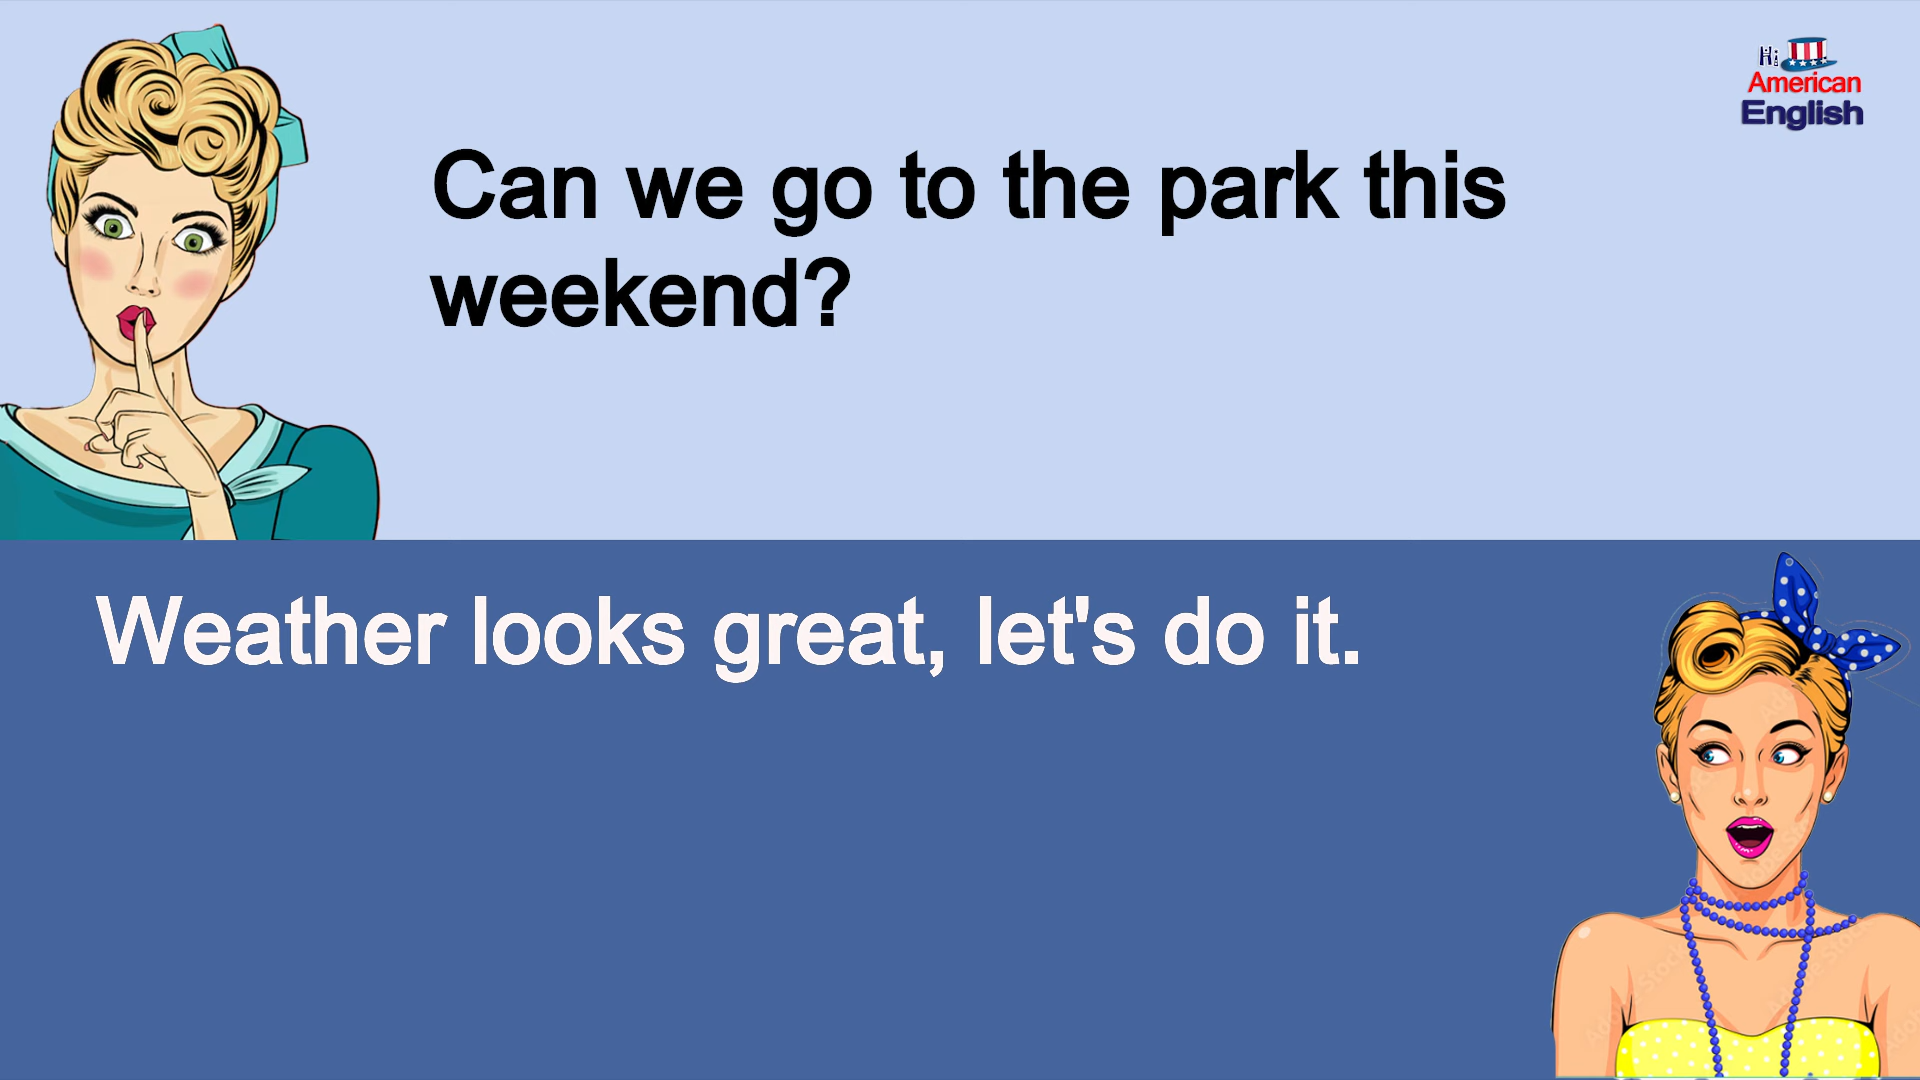 Hi
American
English
Can we go to the park this
weekend?
Weather looks great, let's do it.